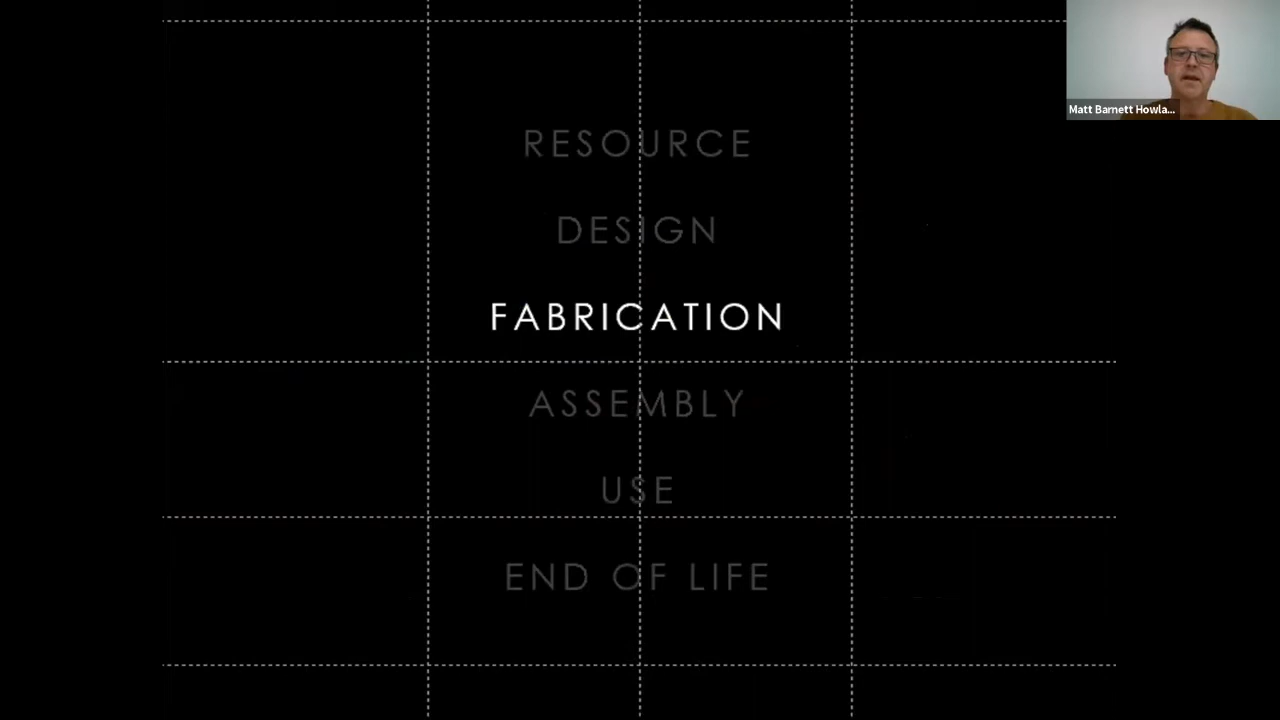 Matt Barnett Howla...
RESOURCE
DESIGN
FABRICATION
ASSEMBLY
USE
END OF LIFE